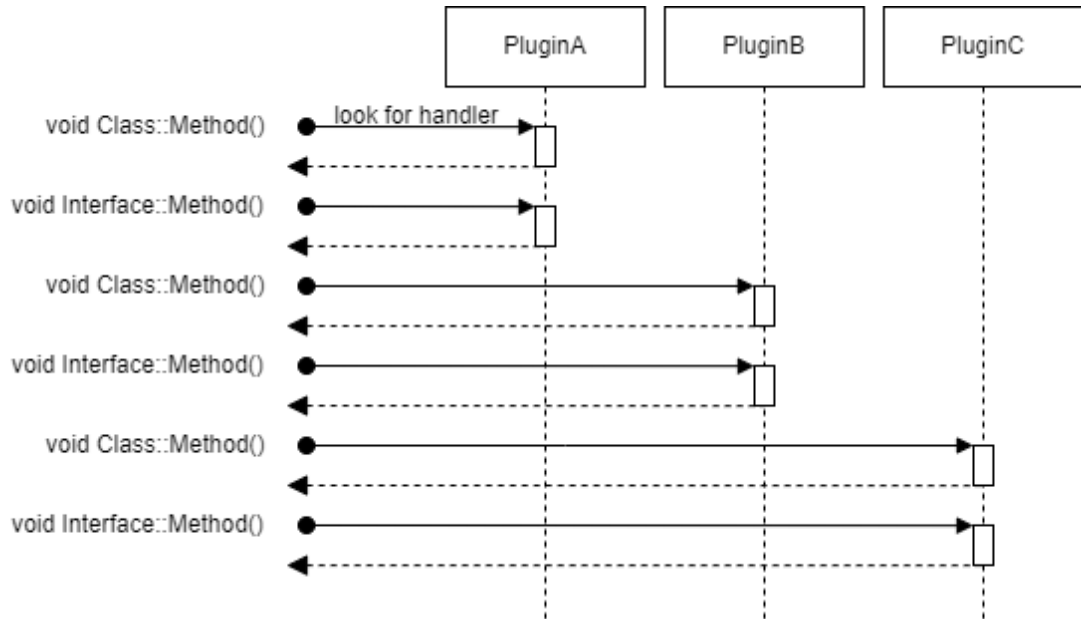 PluginA
PluginB
PluginC
look for handler
void Class::Method()
void Interface::Method()
void Class::Method()
void Interface::Method()
void Class::Method()
void Interface::Method()